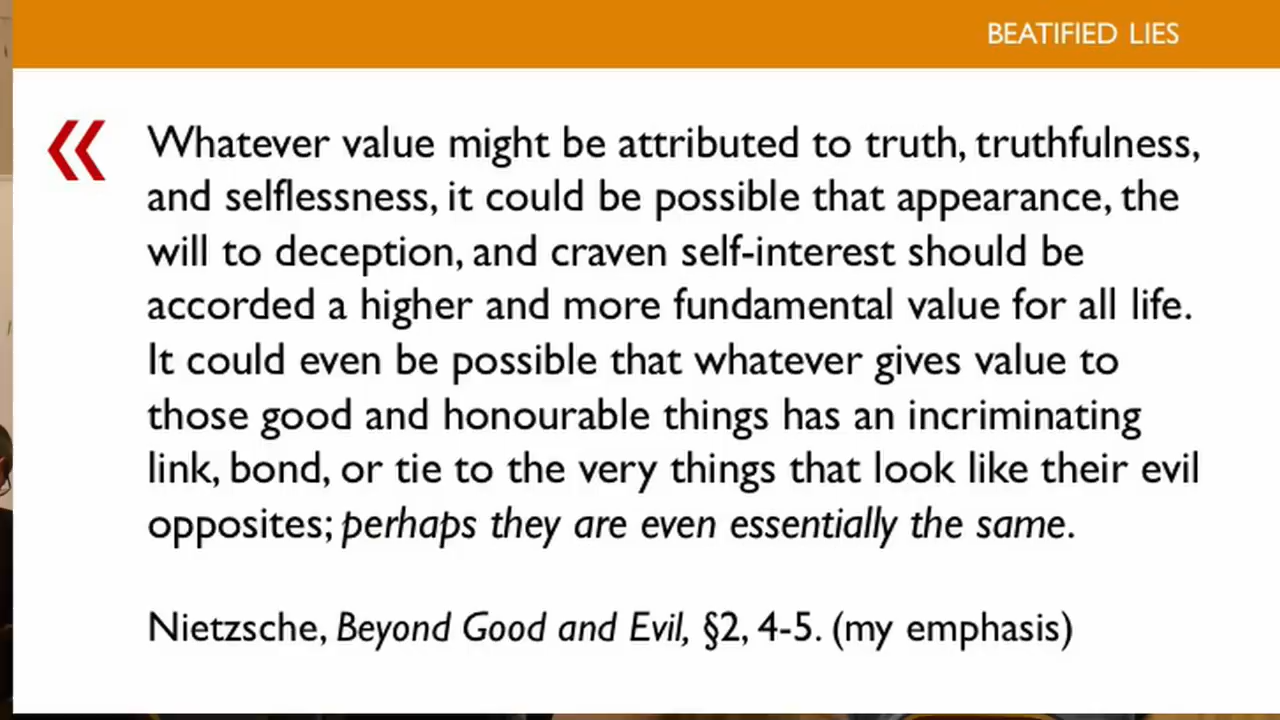 BEATIFIED LIES
« Whatever value might be attributed to truth, truthfulness,
and selflessness, it could be possible that appearance, the
will to deception, and craven self-interest should be
accorded a higher and more fundamental value for all life.
It could even be possible that whatever gives value to
those good and honourable things has an incriminating
link, bond, or tie to the very things that look like their evil
opposites; perhaps they are even essentially the same.
Nietzsche, Beyond Good and Evil, §2, 4-5. (my emphasis)